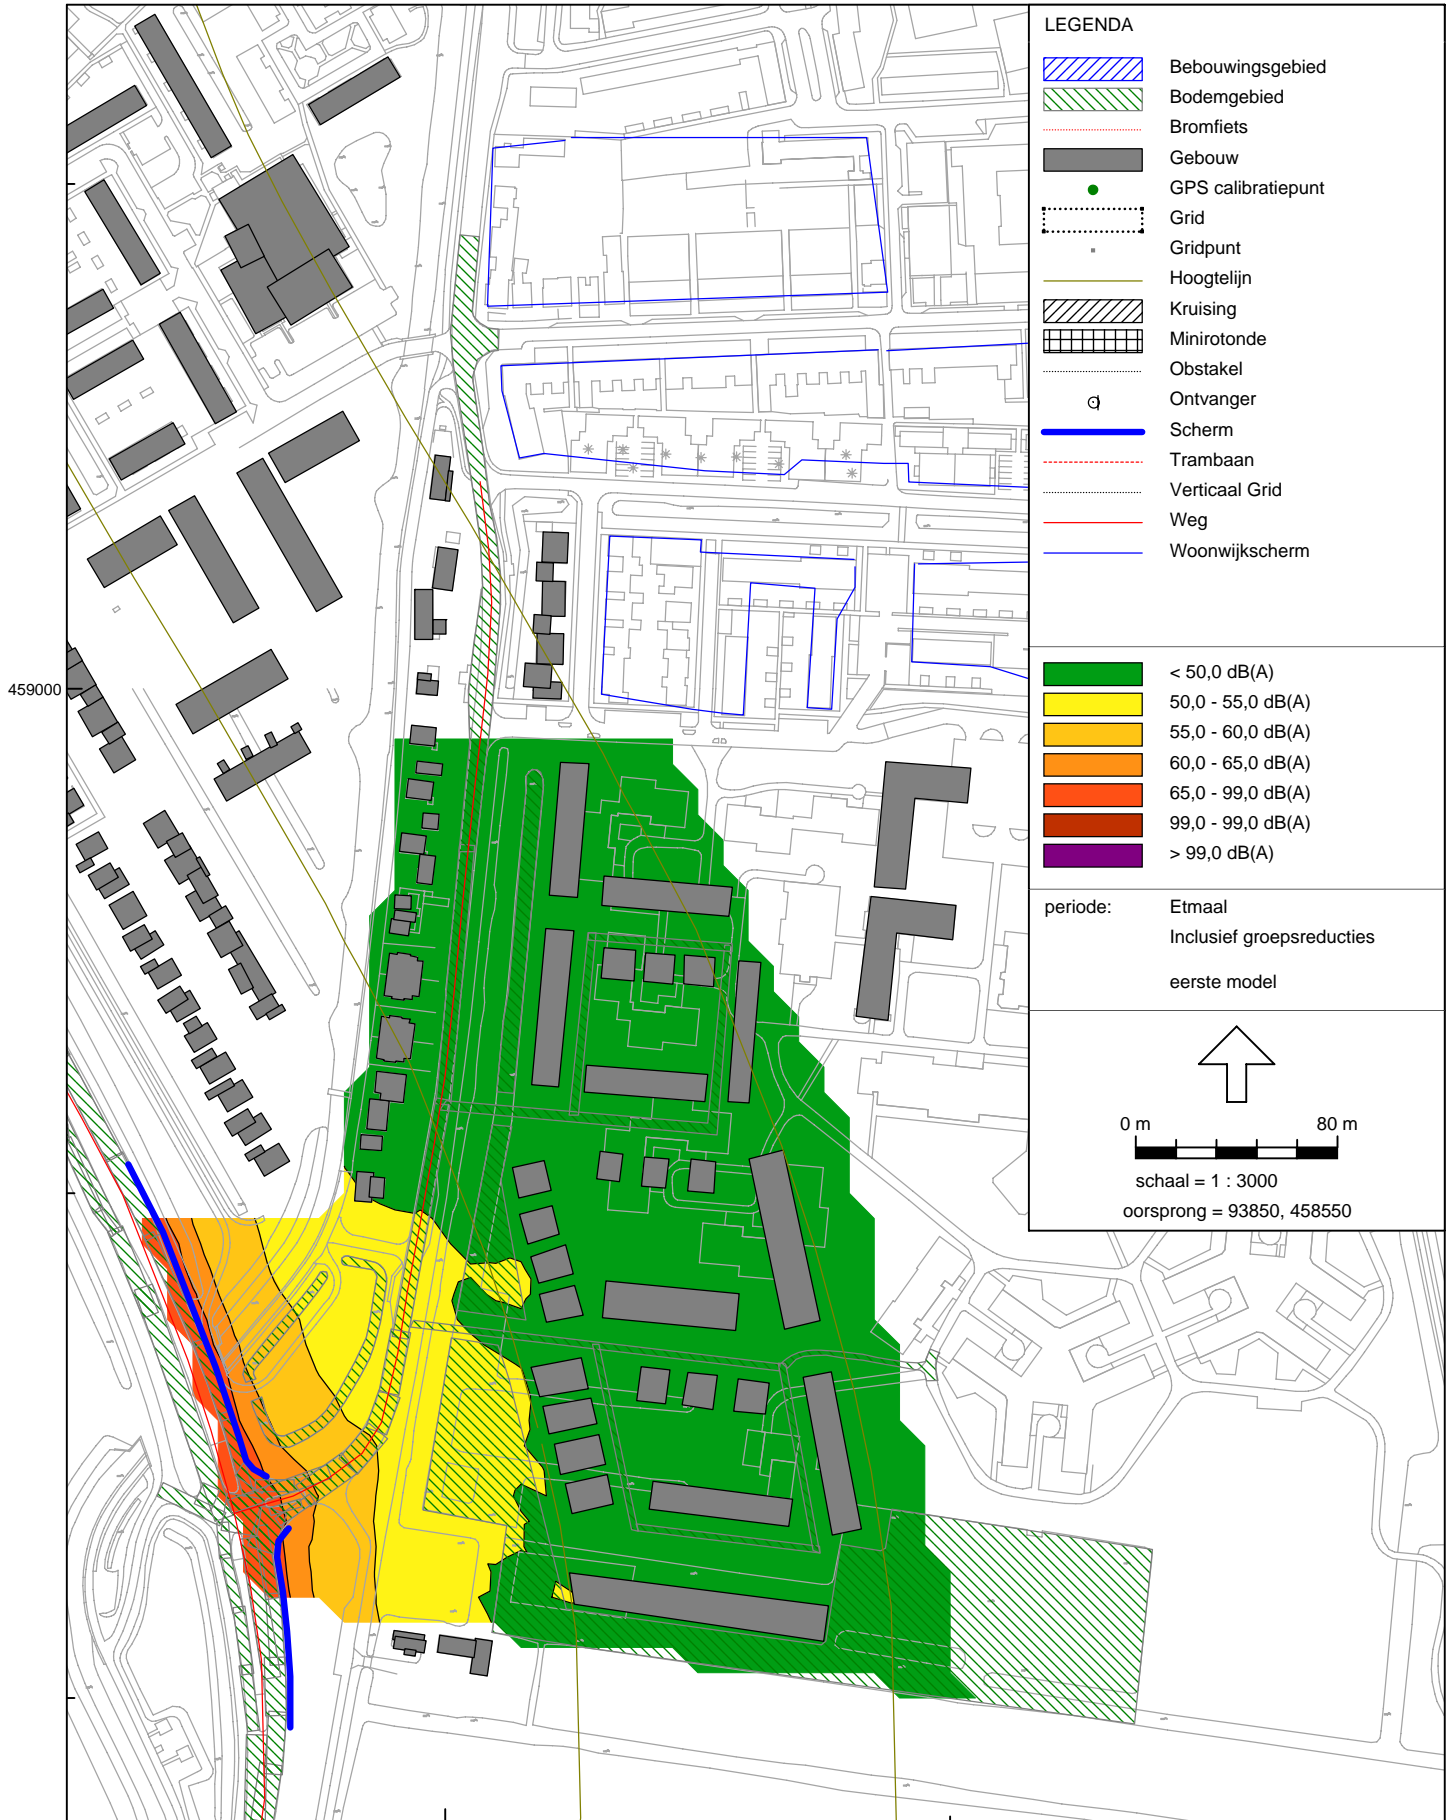 LEGENDA
Bebouwingsgebied
Bodemgebied
Bromfiets
Gebouw
GPS calibratiepunt
Grid
Gridpunt
Hoogtelijn
Kruising
Minirotonde
Obstakel
Ontvanger
Scherm
Trambaan
Verticaal Grid
Weg
Woonwijkscherm
459000
< 50,0 dB(A)
50,0 - 55,0 dB(A)
55,0 - 60,0 dB(A)
60,0 - 65,0 dB(A)
65,0 - 99,0 dB(A)
99,0 - 99,0 dB(A)
> 99,0 dB(A)
periode: Etmaal
Inclusief groepsreducties
eerste model
0 m 80 m
schaal = 1 : 3000
oorsprong = 93850, 458550